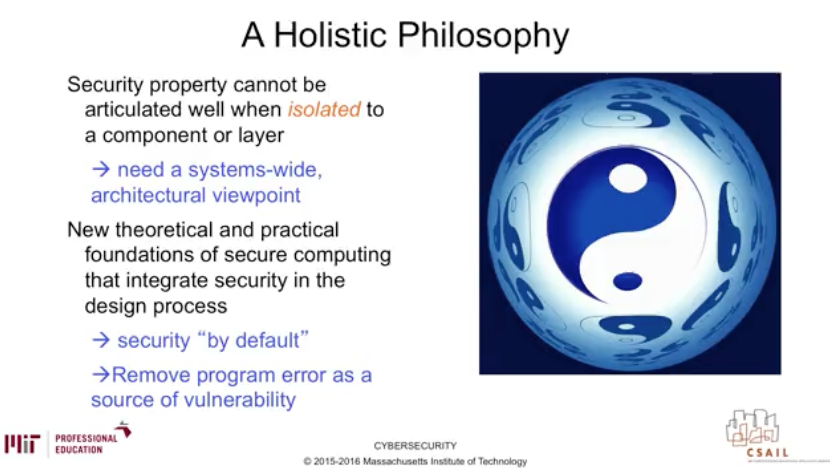 A Holistic Philosophy
Security property cannot be
articulated well when isolated to
a component or layer
→ need a systems-wide,
architectural viewpoint
New theoretical and practical
foundations of secure computing
that integrate security in the
design process
→ security “by default”
→Remove program error as a
source of vulnerability
MIT PROFESSIONAL
EDUCATION
CYBERSECURITY
© 2015-2016 Massachusetts Institute of Technology
CSAIL